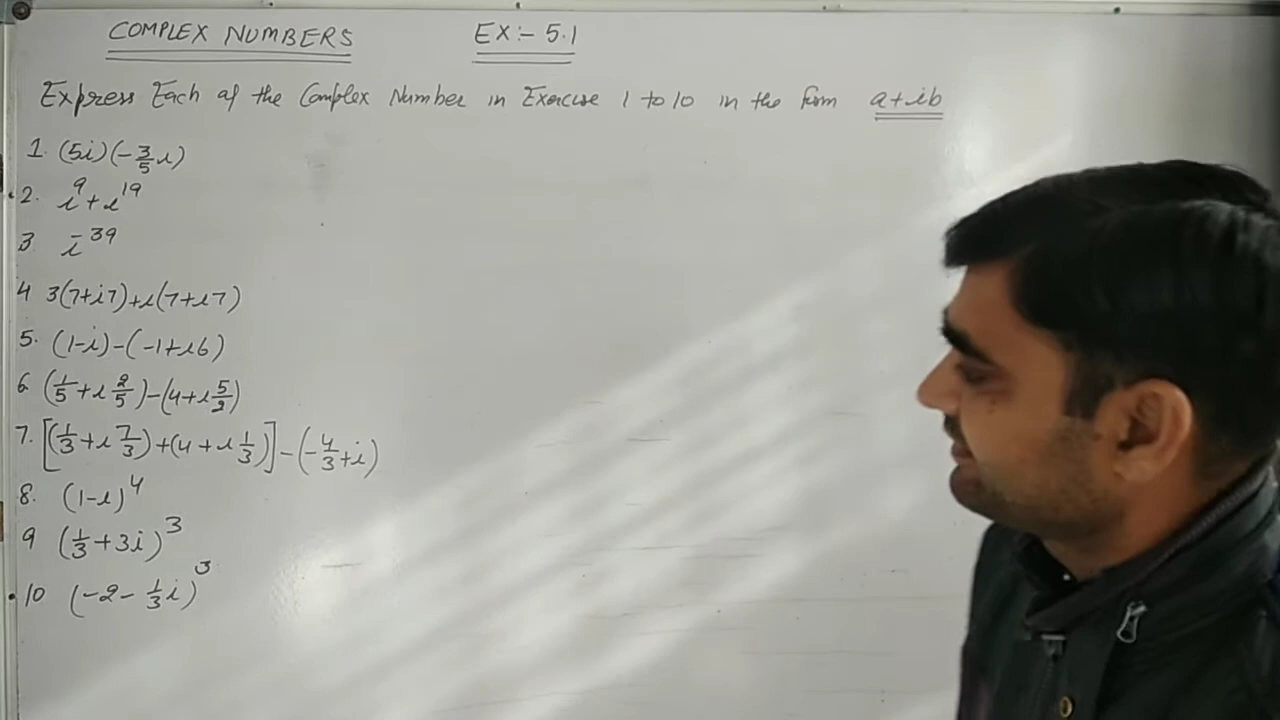 COMPLEX NUMBERS EX:- 5.1
Express Each of the Complex Number in Exercise 1 to 10 in the form a+ib
1. (5i)(-3/5 i)
2. i⁹+i¹⁹
3 i⁻³⁹
4 3(7+i7)+i(7+i7)
5. (1-i)-(-1+i6)
6. (1/5+i 2/5)-(4+i 5/2)
7. [(1/3+i 7/3)+(4+i 1/3)]-(-4/3+i)
8. (1-i)⁴
9 (1/3+3i)³
10 (-2-1/3 i)³